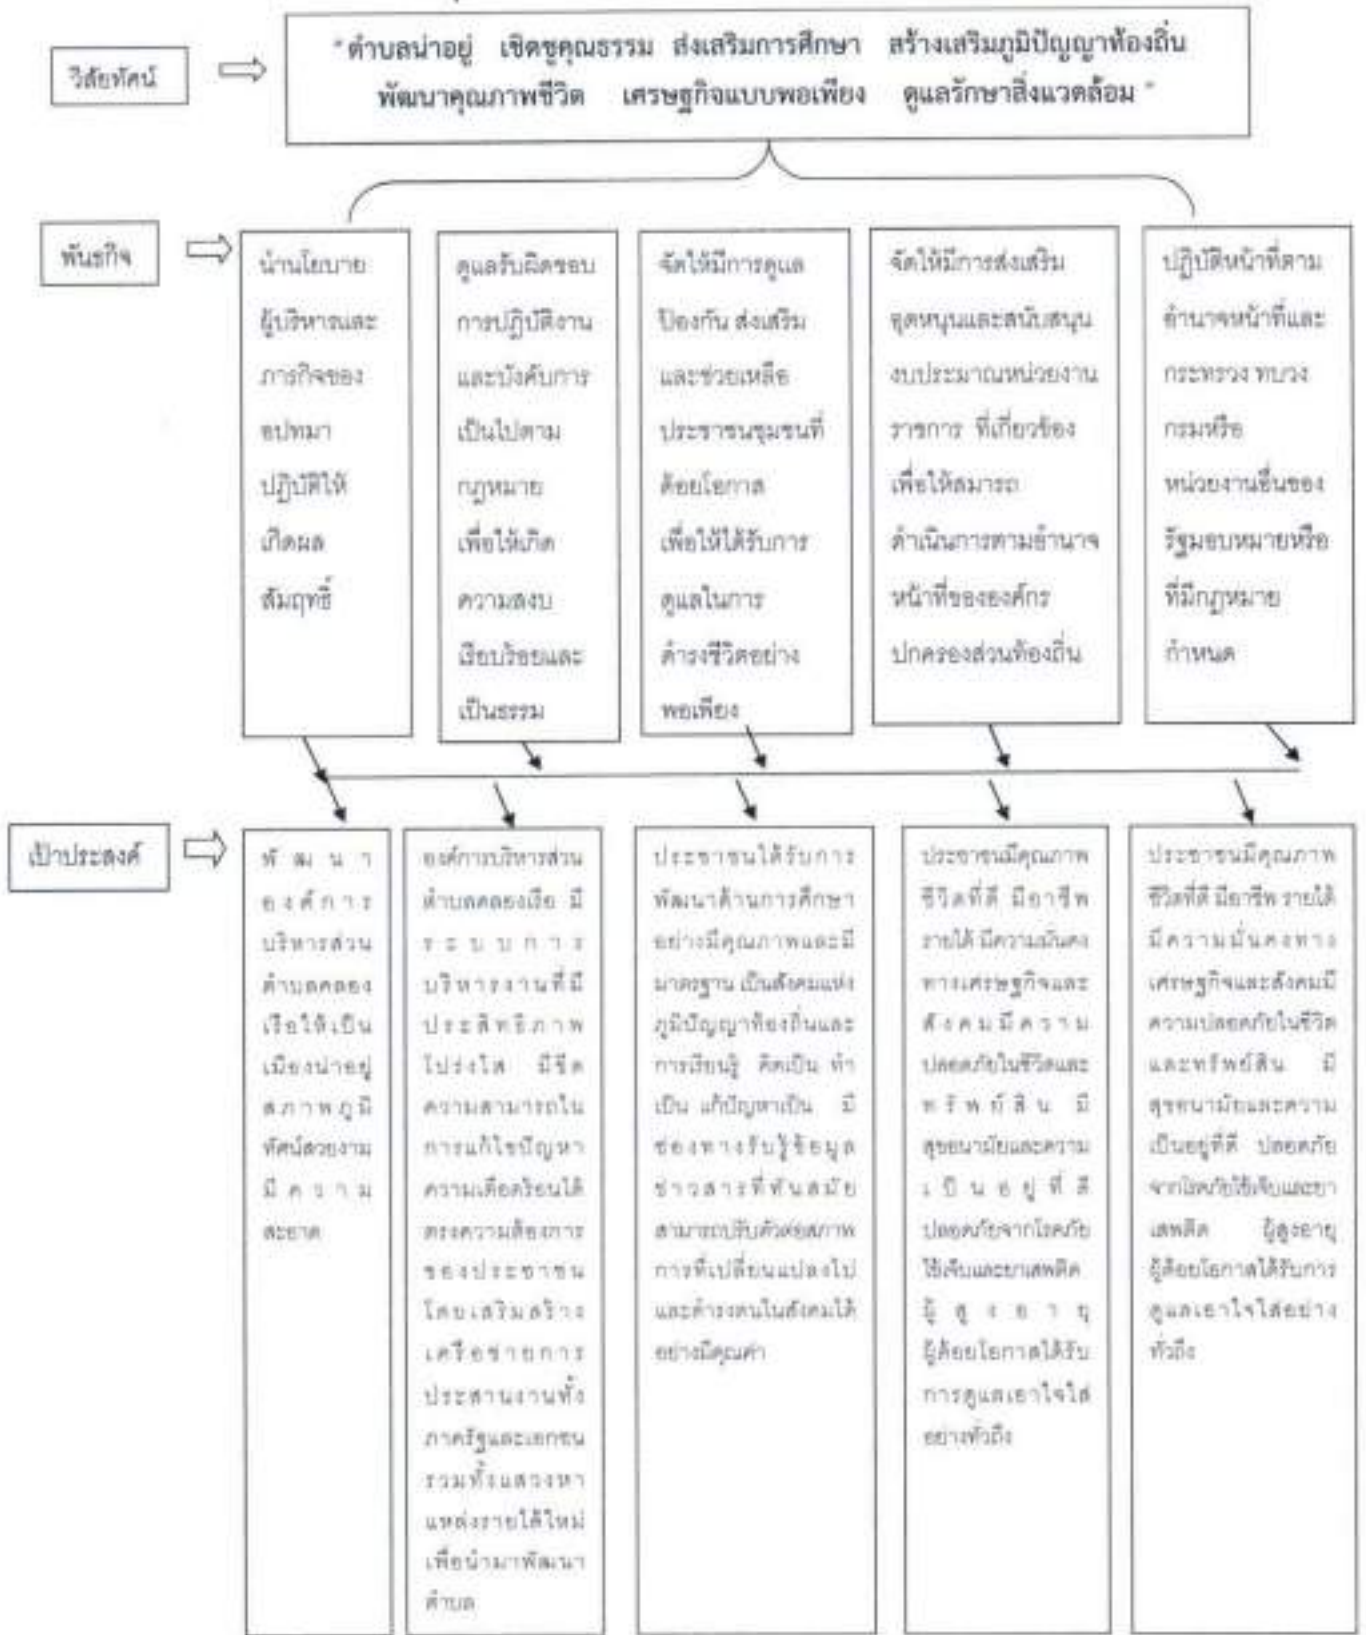 วิสัยทัศน์
"ตำบลน่าอยู่ เชิดชูคุณธรรม ส่งเสริมการศึกษา สร้างเสริมภูมิปัญญาท้องถิ่น
พัฒนาคุณภาพชีวิต เศรษฐกิจแบบพอเพียง ดูแลรักษาสิ่งแวดล้อม "
พันธกิจ
นำนโยบาย
ผู้บริหารและ
ภารกิจของ
อปทมา
ปฏิบัติให้
เกิดผล
สัมฤทธิ์
ดูแลรับผิดชอบ
การปฏิบัติงาน
และบังคับการ
เป็นไปตาม
กฎหมาย
เพื่อให้เกิด
ความสงบ
เรียบร้อยและ
เป็นธรรม
จัดให้มีการดูแล
ป้องกัน ส่งเสริม
และช่วยเหลือ
ประชาชนชุมชนที่
ด้อยโอกาส
เพื่อให้ได้รับการ
ดูแลในการ
ดำรงชีวิตอย่าง
พอเพียง
จัดให้มีการส่งเสริม
อุดหนุนและสนับสนุน
งบประมาณหน่วยงาน
ราชการ ที่เกี่ยวข้อง
เพื่อให้สมารถ
ดำเนินการตามอำนาจ
หน้าที่ขององค์กร
ปกครองส่วนท้องถิ่น
ปฏิบัติหน้าที่ตาม
อำนาจหน้าที่และ
กระทรวง ทบวง
กรมหรือ
หน่วยงานอื่นของ
รัฐมอบหมายหรือ
ที่มีกฎหมาย
กำหนด
เป้าประสงค์
พัฒนา
องค์การ
บริหารส่วน
ตำบลคลอง
เรือให้เป็น
เมืองน่าอยู่
สภาพภูมิ
ทัศน์สวยงาม
มีความ
สะอาด
องค์การบริหารส่วน
ตำบลคลองเรือ มี
ระบบการ
บริหารงานที่มี
ประสิทธิภาพ
โปร่งใส มีขีด
ความสามารถใน
การแก้ไขปัญหา
ความเดือดร้อนได้
ตรงความต้องการ
ของประชาชน
โดยเสริมสร้าง
เครือข่ายการ
ประสานงานทั้ง
ภาครัฐและเอกชน
รวมทั้งแสวงหา
แหล่งรายได้ใหม่
เพื่อนำมาพัฒนา
ตำบล
ประชาชนได้รับการ
พัฒนาด้านการศึกษา
อย่างมีคุณภาพและมี
มาตรฐาน เป็นสังคมแห่ง
ภูมิปัญญาท้องถิ่นและ
การเรียนรู้ คิดเป็น ทำ
เป็น แก้ปัญหาเป็น มี
ช่องทางรับรู้ข้อมูล
ข่าวสารที่ทันสมัย
สามารถปรับตัวต่อสภาพ
การที่เปลี่ยนแปลงไป
และดำรงตนในสังคมได้
อย่างมีคุณค่า
ประชาชนมีคุณภาพ
ชีวิตที่ดี มีอาชีพ
รายได้ มีความมั่นคง
ทางเศรษฐกิจและ
สังคมมีความ
ปลอดภัยในชีวิตและ
ทรัพย์สิน มี
สุขอนามัยและความ
เป็นอยู่ที่ดี
ปลอดภัยจากโรคภัย
ไข้เจ็บและยาเสพติด
ผู้สูงอายุ
ผู้ด้อยโอกาสได้รับ
การดูแลเอาใจใส่
อย่างทั่วถึง
ประชาชนมีคุณภาพ
ชีวิตที่ดี มีอาชีพ รายได้
มีความมั่นคงทาง
เศรษฐกิจและสังคมมี
ความปลอดภัยในชีวิต
และทรัพย์สิน มี
สุขอนามัยและความ
เป็นอยู่ที่ดี ปลอดภัย
จากโรคภัยไข้เจ็บและยา
เสพติด ผู้สูงอายุ
ผู้ด้อยโอกาสได้รับการ
ดูแลเอาใจใส่อย่าง
ทั่วถึง